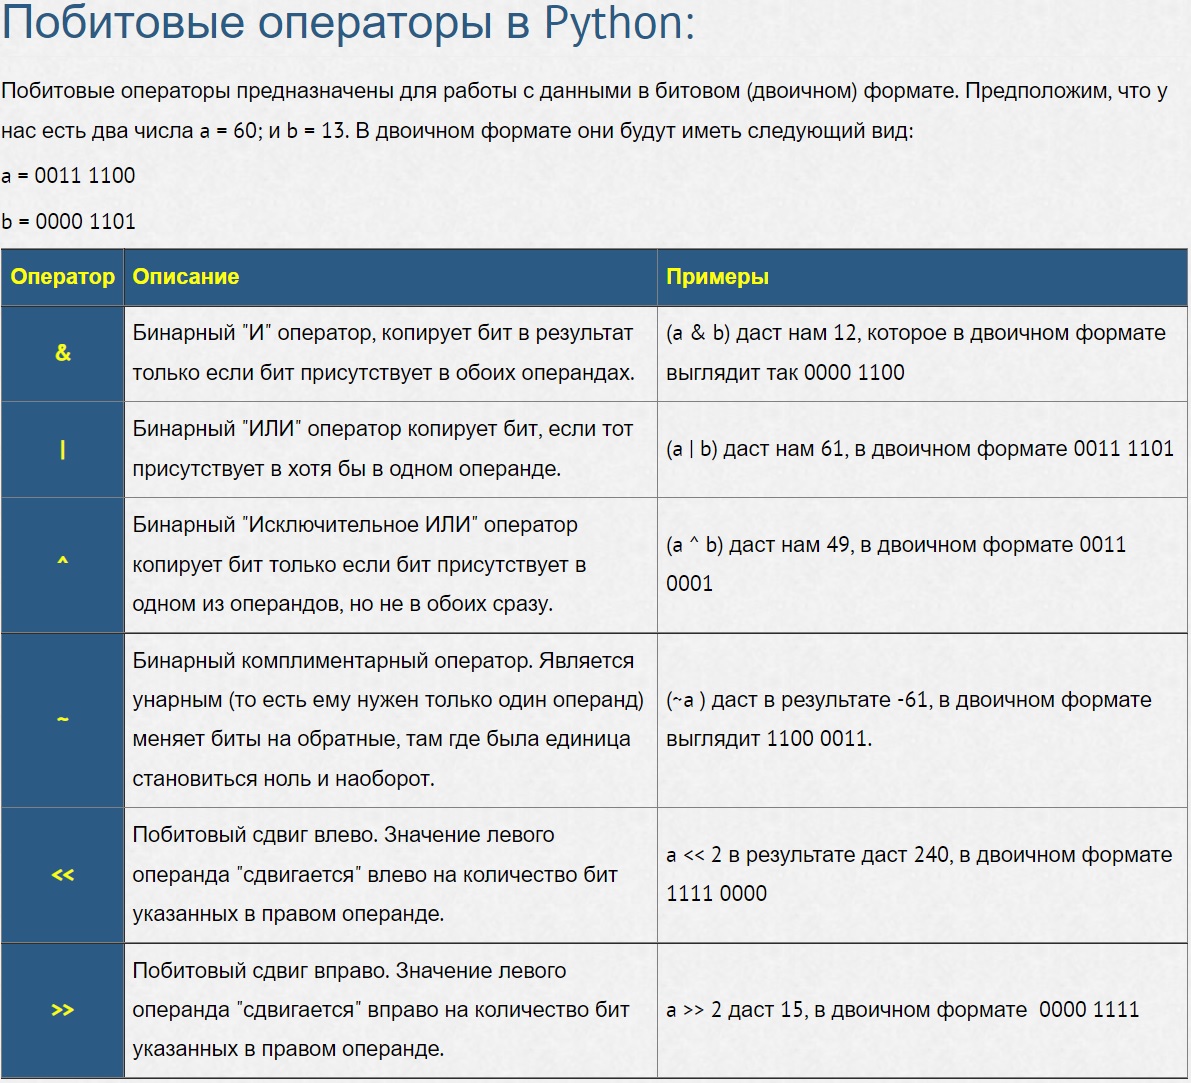 Побитовые операторы в Python:
Побитовые операторы предназначены для работы с данными в битовом (двоичном) формате. Предположим, что у
нас есть два числа a = 60; и b = 13. В двоичном формате они будут иметь следующий вид:
a = 0011 1100
b = 0000 1101
Оператор Описание Примеры
&
Бинарный "И" оператор, копирует бит в результат
только если бит присутствует в обоих операндах.
(a & b) даст нам 12, которое в двоичном формате
выглядит так 0000 1100
|
Бинарный "ИЛИ" оператор копирует бит, если тот
присутствует в хотя бы в одном операнде.
(a | b) даст нам 61, в двоичном формате 0011 1101
^
Бинарный "Исключительное ИЛИ" оператор
копирует бит только если бит присутствует в
одном из операндов, но не в обоих сразу.
(a ^ b) даст нам 49, в двоичном формате 0011
0001
~
Бинарный комплиментарный оператор. Является
унарным (то есть ему нужен только один операнд)
меняет биты на обратные, там где была единица
становиться ноль и наоборот.
(~a ) даст в результате -61, в двоичном формате
выглядит 1100 0011.
<<
Побитовый сдвиг влево. Значение левого
операнда "сдвигается" влево на количество бит
указанных в правом операнде.
a << 2 в результате даст 240, в двоичном формате
1111 0000
>>
Побитовый сдвиг вправо. Значение левого
операнда "сдвигается" вправо на количество бит
указанных в правом операнде.
a >> 2 даст 15, в двоичном формате  0000 1111